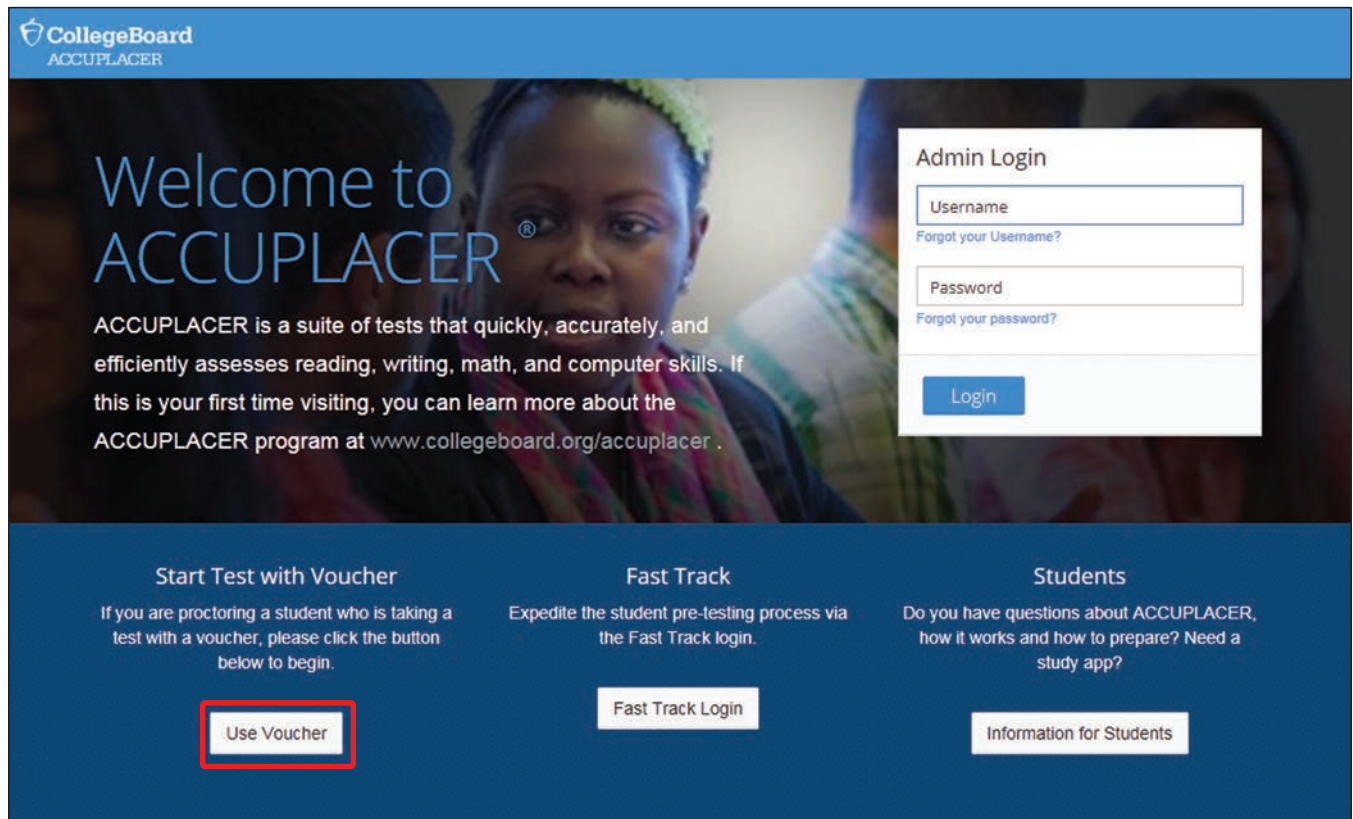 CollegeBoard
ACCUPLACER
Welcome to
ACCUPLACER ®
ACCUPLACER is a suite of tests that quickly, accurately, and
efficiently assesses reading, writing, math, and computer skills. If
this is your first time visiting, you can learn more about the
ACCUPLACER program at www.collegeboard.org/accuplacer .
Admin Login
Username
Forgot your Username?
Password
Forgot your password?
Login
Start Test with Voucher
If you are proctoring a student who is taking a
test with a voucher, please click the button
below to begin.
Use Voucher
Fast Track
Expedite the student pre-testing process via
the Fast Track login.
Fast Track Login
Students
Do you have questions about ACCUPLACER,
how it works and how to prepare? Need a
study app?
Information for Students